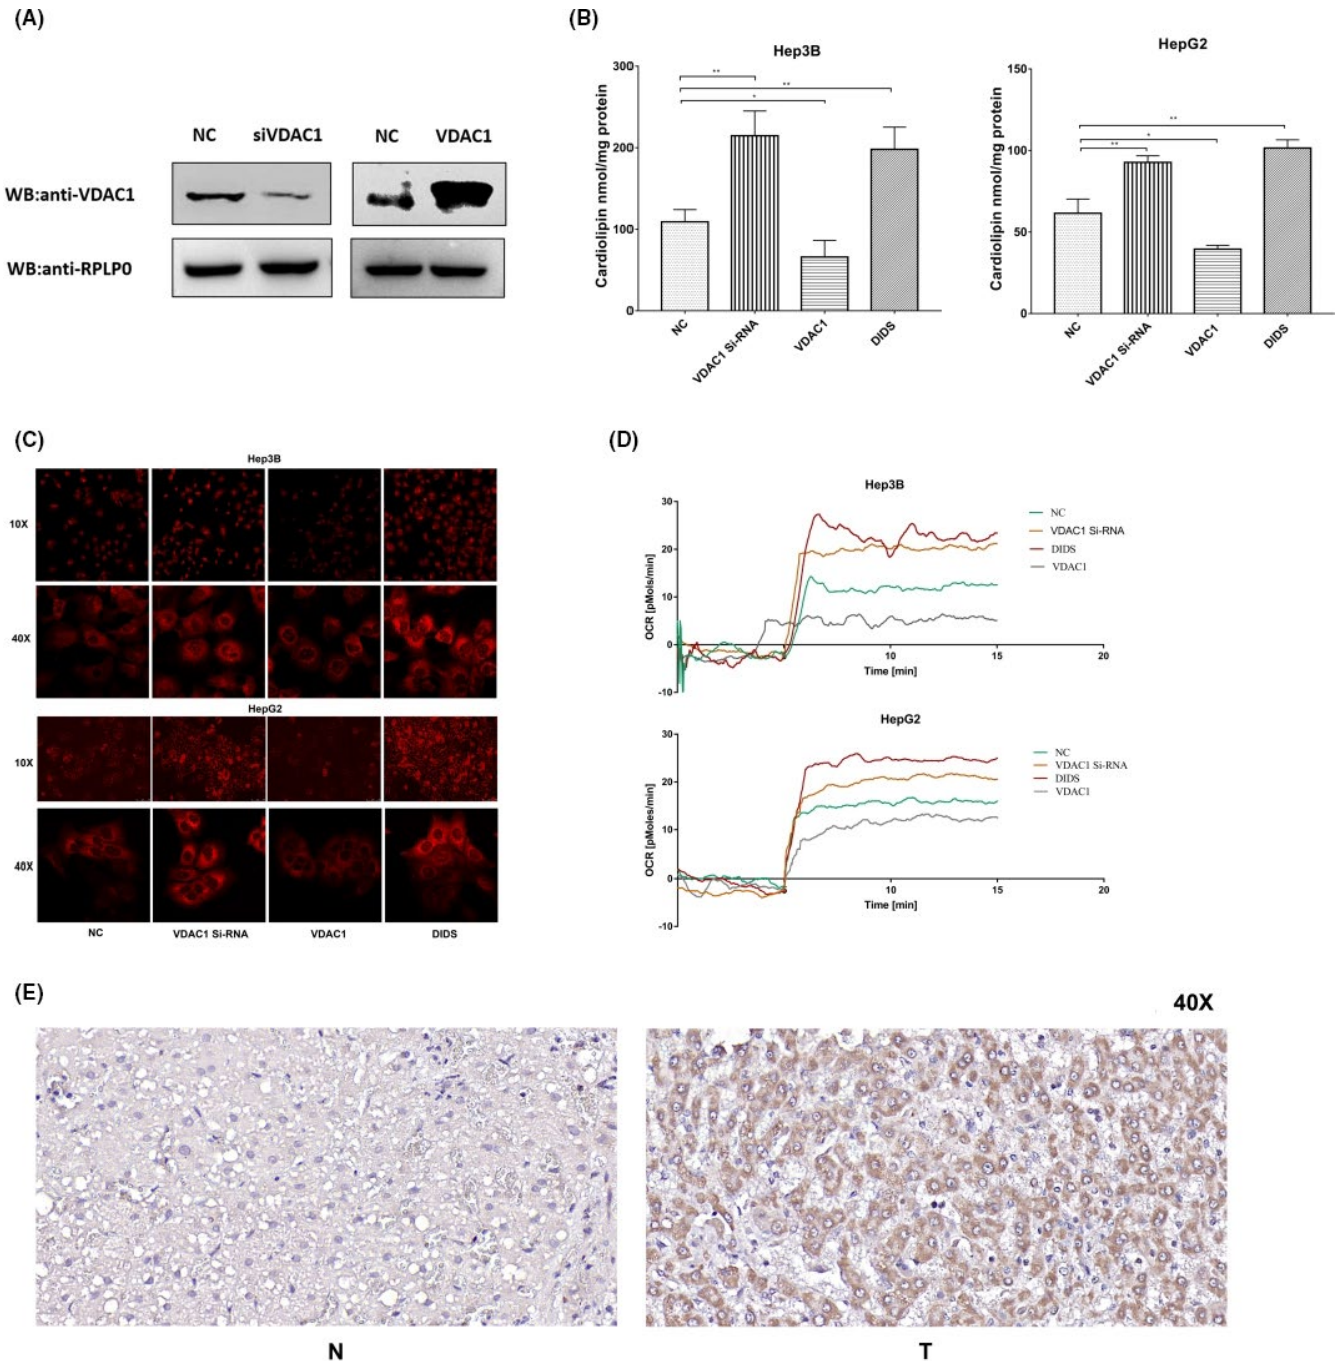 (A)
NC siVDAC1 NC VDAC1
WB:anti-VDAC1
WB:anti-RPLP0
(B)
Hep3B
Cardiolipin nmol/mg protein
300
200
100
0
** 
**
*
NC VDAC1 Si-RNA VDAC1 DIDS
HepG2
Cardiolipin nmol/mg protein
150
100
50
0
**
*
**
NC VDAC1 Si-RNA VDAC1 DIDS
(C)
Hep3B
10X
40X
HepG2
10X
40X
NC VDAC1 Si-RNA VDAC1 DIDS
(D)
Hep3B
OCR [pMols/min]
30
20
10
0
-10
10 15 20
Time [min]
NC
VDAC1 Si-RNA
DIDS
VDAC1
HepG2
OCR [pMoles/min]
30
20
10
0
-10
10 15 20
Time [min]
NC
VDAC1 Si-RNA
DIDS
VDAC1
(E)
40X
N T